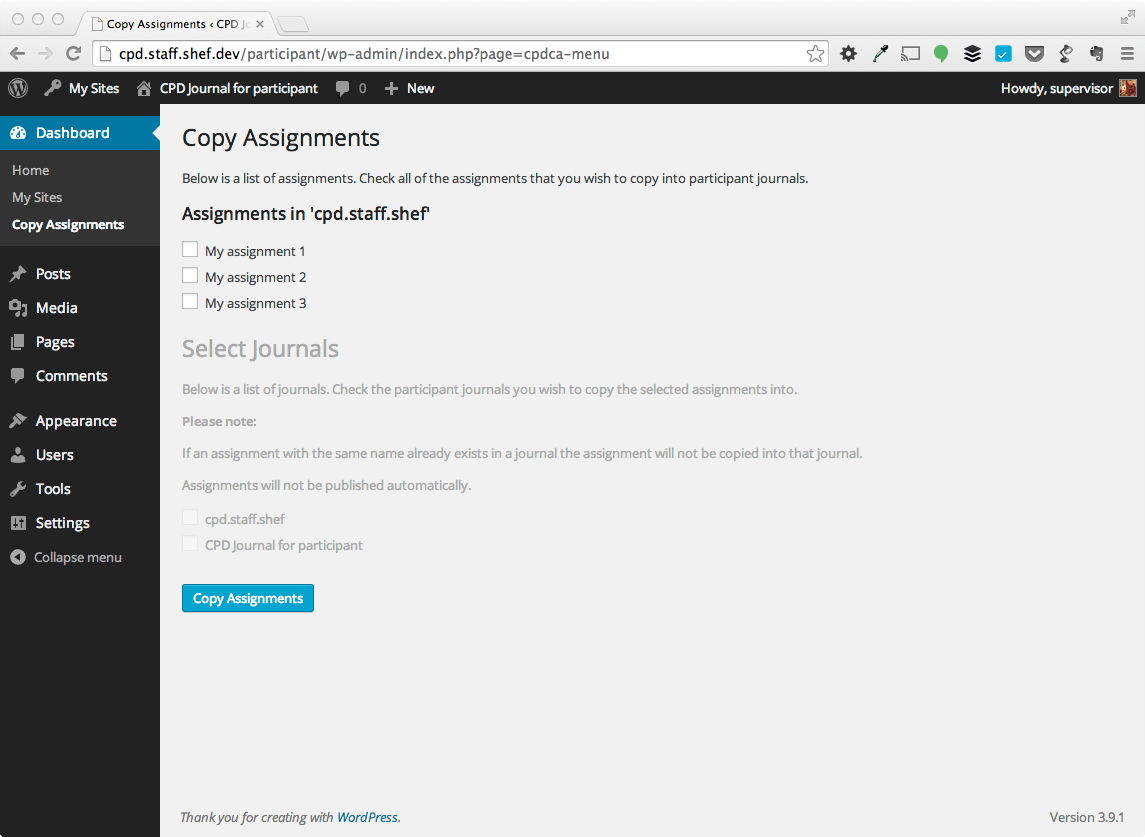 Copy Assignments ‹ CPD J
cpd.staff.shef.dev/participant/wp-admin/index.php?page=cpdca-menu
My Sites CPD Journal for participant 0 New Howdy, supervisor
Dashboard
Home
My Sites
Copy Assignments
Posts
Media
Pages
Comments
Appearance
Users
Tools
Settings
Collapse menu
Copy Assignments
Below is a list of assignments. Check all of the assignments that you wish to copy into participant journals.
Assignments in 'cpd.staff.shef'
My assignment 1
My assignment 2
My assignment 3
Select Journals
Below is a list of journals. Check the participant journals you wish to copy the selected assignments into.
Please note:
If an assignment with the same name already exists in a journal the assignment will not be copied into that journal.
Assignments will not be published automatically.
cpd.staff.shef
CPD Journal for participant
Copy Assignments
Thank you for creating with WordPress. Version 3.9.1